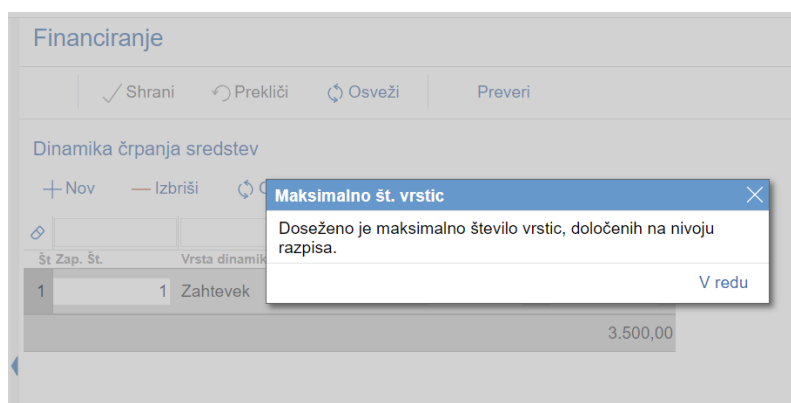 Financiranje
Shrani Prekliči Osveži Preveri
Dinamika črpanja sredstev
Nov Izbriši
Maksimalno št. vrstic
Doseženo je maksimalno število vrstic, določenih na nivoju
razpisa.
V redu
Št Zap. Št. Vrsta
1 1 Zahtevek
3.500,00